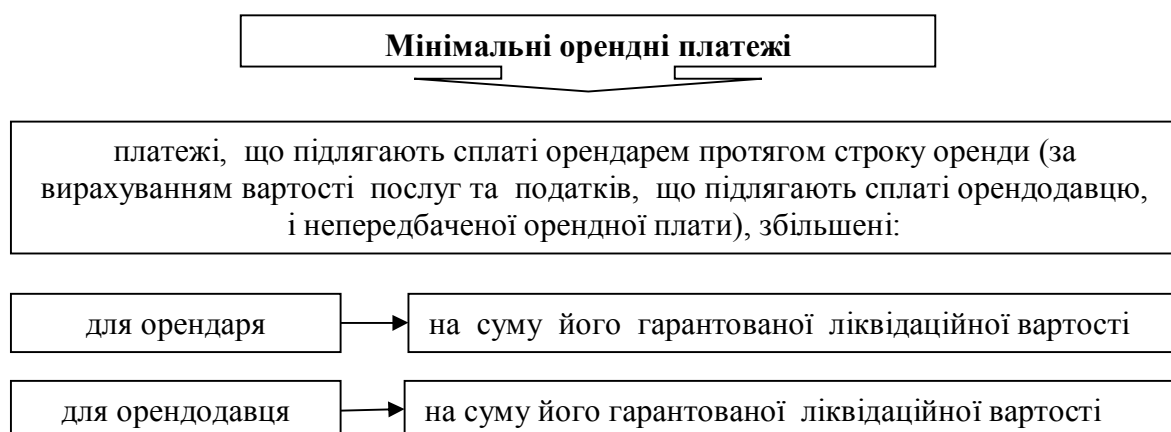 Мінімальні орендні платежі
платежі, що підлягають сплаті орендарем протягом строку оренди (за
вирахуванням вартості послуг та податків, що підлягають сплаті орендодавцю,
і непередбаченої орендної плати), збільшені:
для орендаря
на суму його гарантованої ліквідаційної вартості
для орендодавця
на суму його гарантованої ліквідаційної вартості